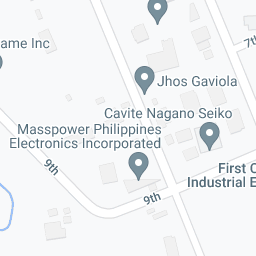 ame Inc
7th
Jhos Gaviola
Cavite Nagano Seiko
Masspower Philippines
Electronics Incorporated
9th
First C
Industrial E
9th